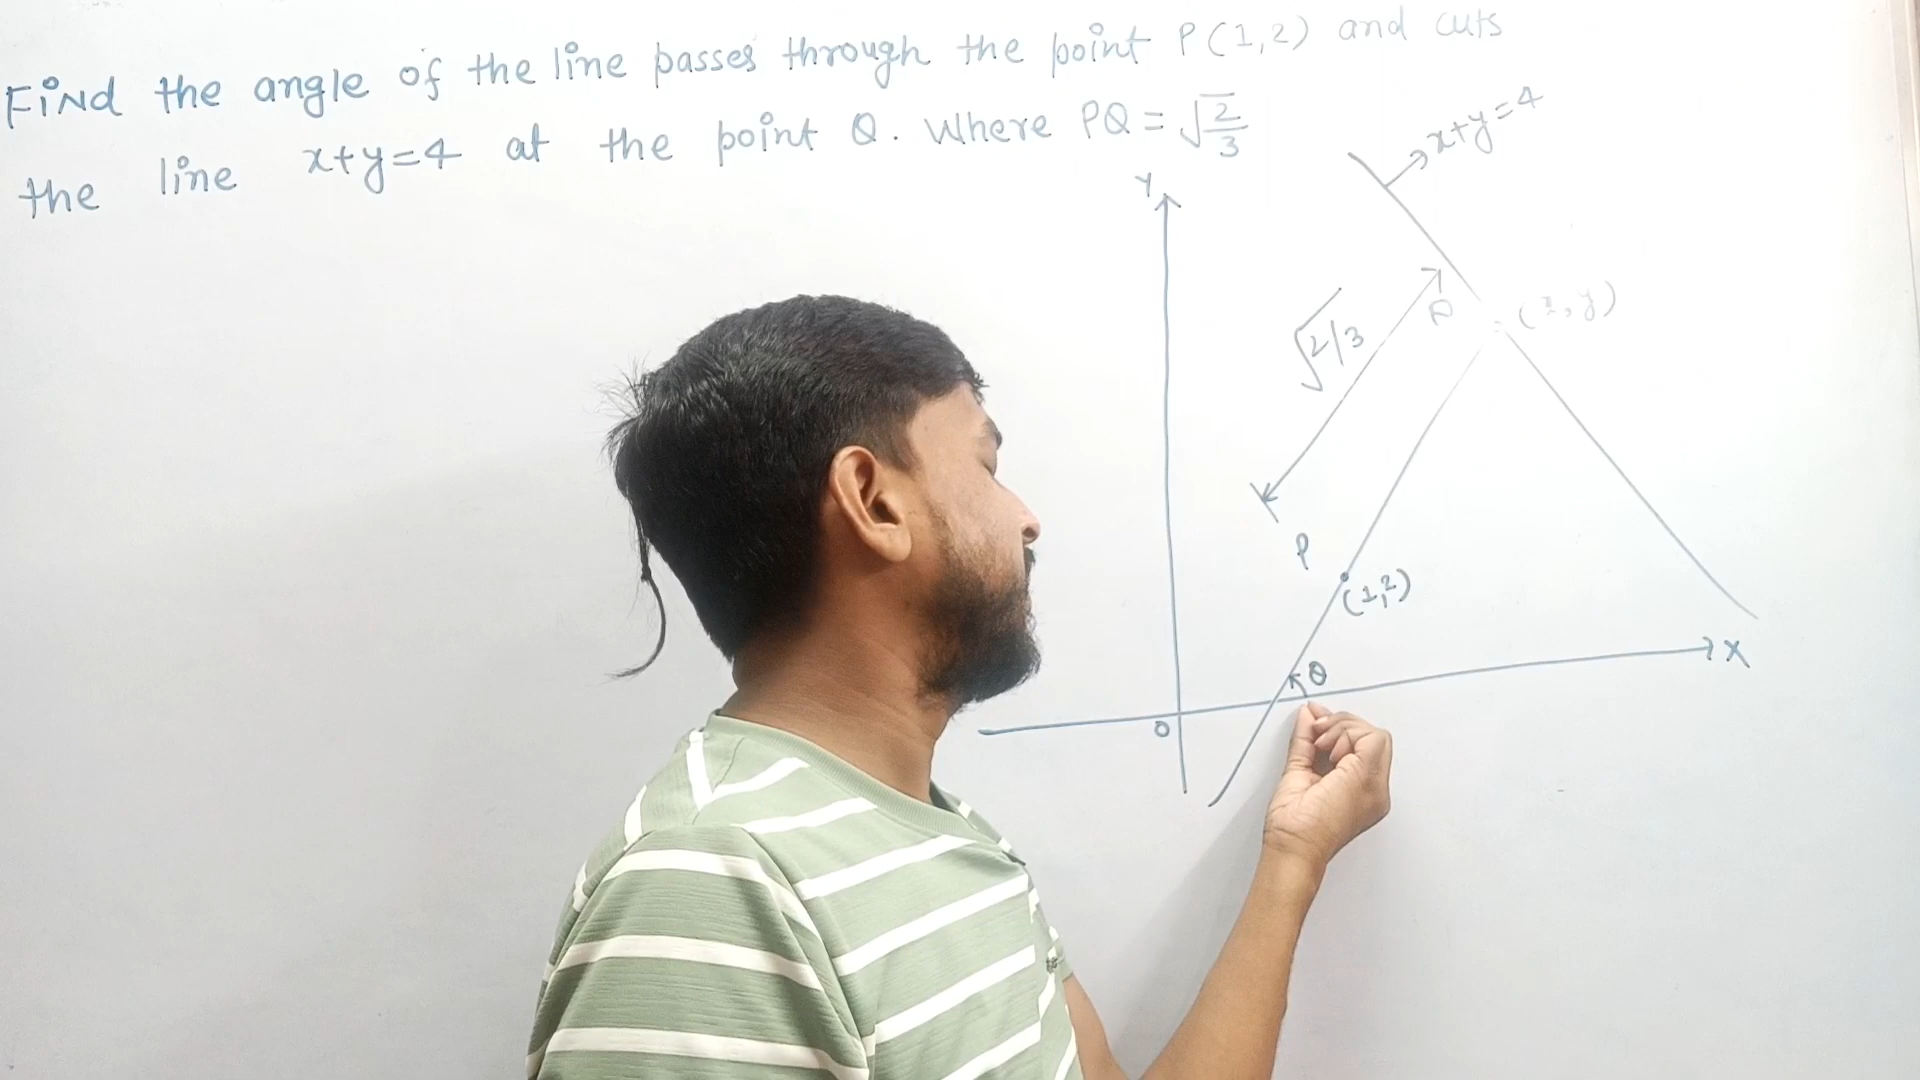 Find the angle of the line passes through the point P(1,2) and cuts
the line x+y=4 at the point Q. Where PQ = √2/3
Y
x+y=4
√2/3
(x,y)
P
(1,2)
θ
X
O